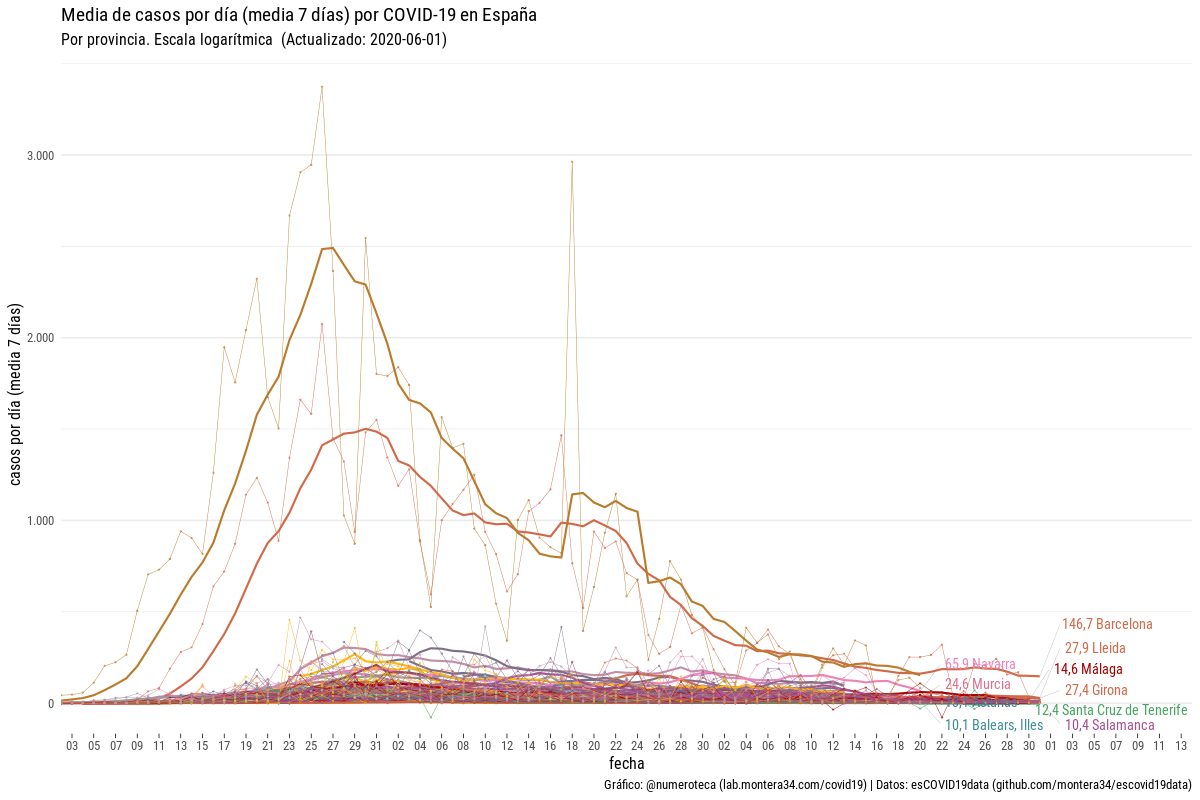 Media de casos por día (media 7 días) por COVID-19 en España
Por provincia. Escala logarítmica (Actualizado: 2020-06-01)
casos por día (media 7 días)
3.000
2.000
1.000
0
146,7 Barcelona
27,9 Lleida
65,9 Navarra
14,6 Málaga
24,6 Murcia
27,4 Girona
12,4 Santa Cruz de Tenerife
10,1 Balears, Illes
10,4 Salamanca
03 05 07 09 11 13 15 17 19 21 23 25 27 29 31 02 04 06 08 10 12 14 16 18 20 22 24 26 28 30 02 04 06 08 10 12 14 16 18 20 22 24 26 28 30 01 03 05 07 09 11 13
fecha
Gráfico: @numeroteca (lab.montera34.com/covid19) | Datos: esCOVID19data (github.com/montera34/escovid19data)